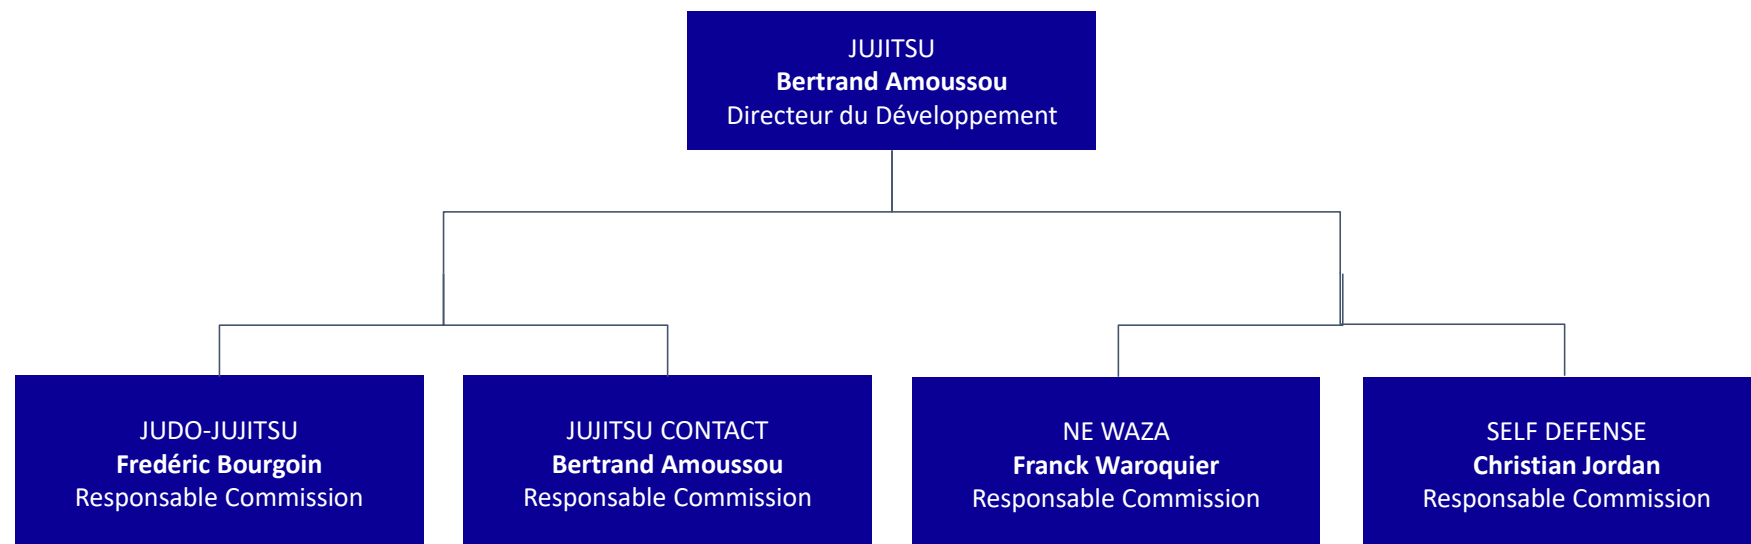 JUJITSU
Bertrand Amoussou
Directeur du Développement
JUDO-JUJITSU
Fredéric Bourgoin
Responsable Commission
JUJITSU CONTACT
Bertrand Amoussou
Responsable Commission
NE WAZA
Franck Waroquier
Responsable Commission
SELF DEFENSE
Christian Jordan
Responsable Commission